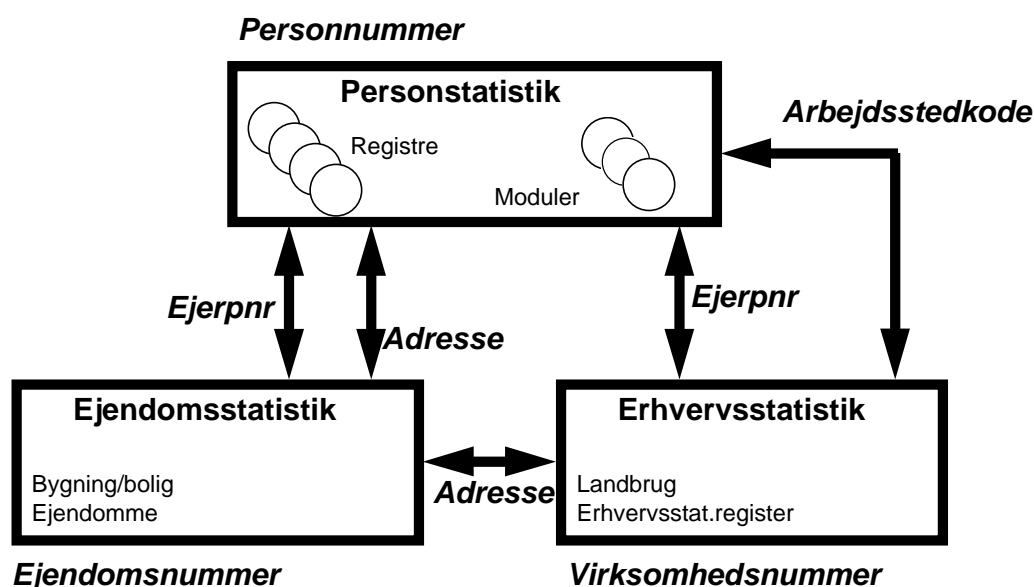 Personnummer
Personstatistik
Arbejdsstedkode
Registre
Moduler
Ejerpnr
Ejerpnr
Adresse
Ejendomsstatistik
Erhvervsstatistik
Bygning/bolig
Ejendomme
Adresse
Landbrug
Erhvervsstat.register
Ejendomsnummer
Virksomhedsnummer